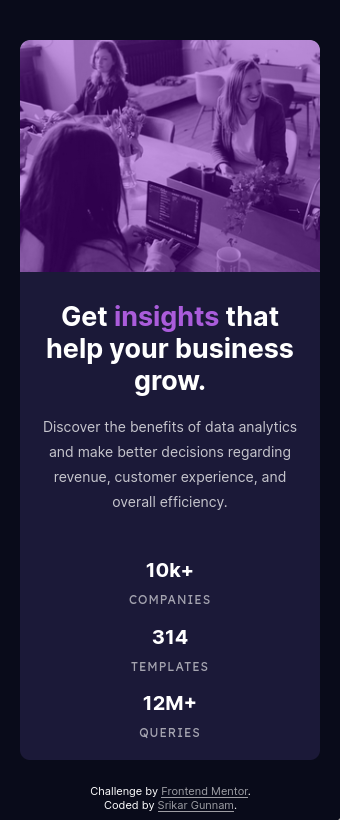 Get insights that
help your business
grow.
Discover the benefits of data analytics
and make better decisions regarding
revenue, customer experience, and
overall efficiency.
10k+
COMPANIES
314
TEMPLATES
12M+
QUERIES
Challenge by Frontend Mentor.
Coded by Srikar Gunnam.